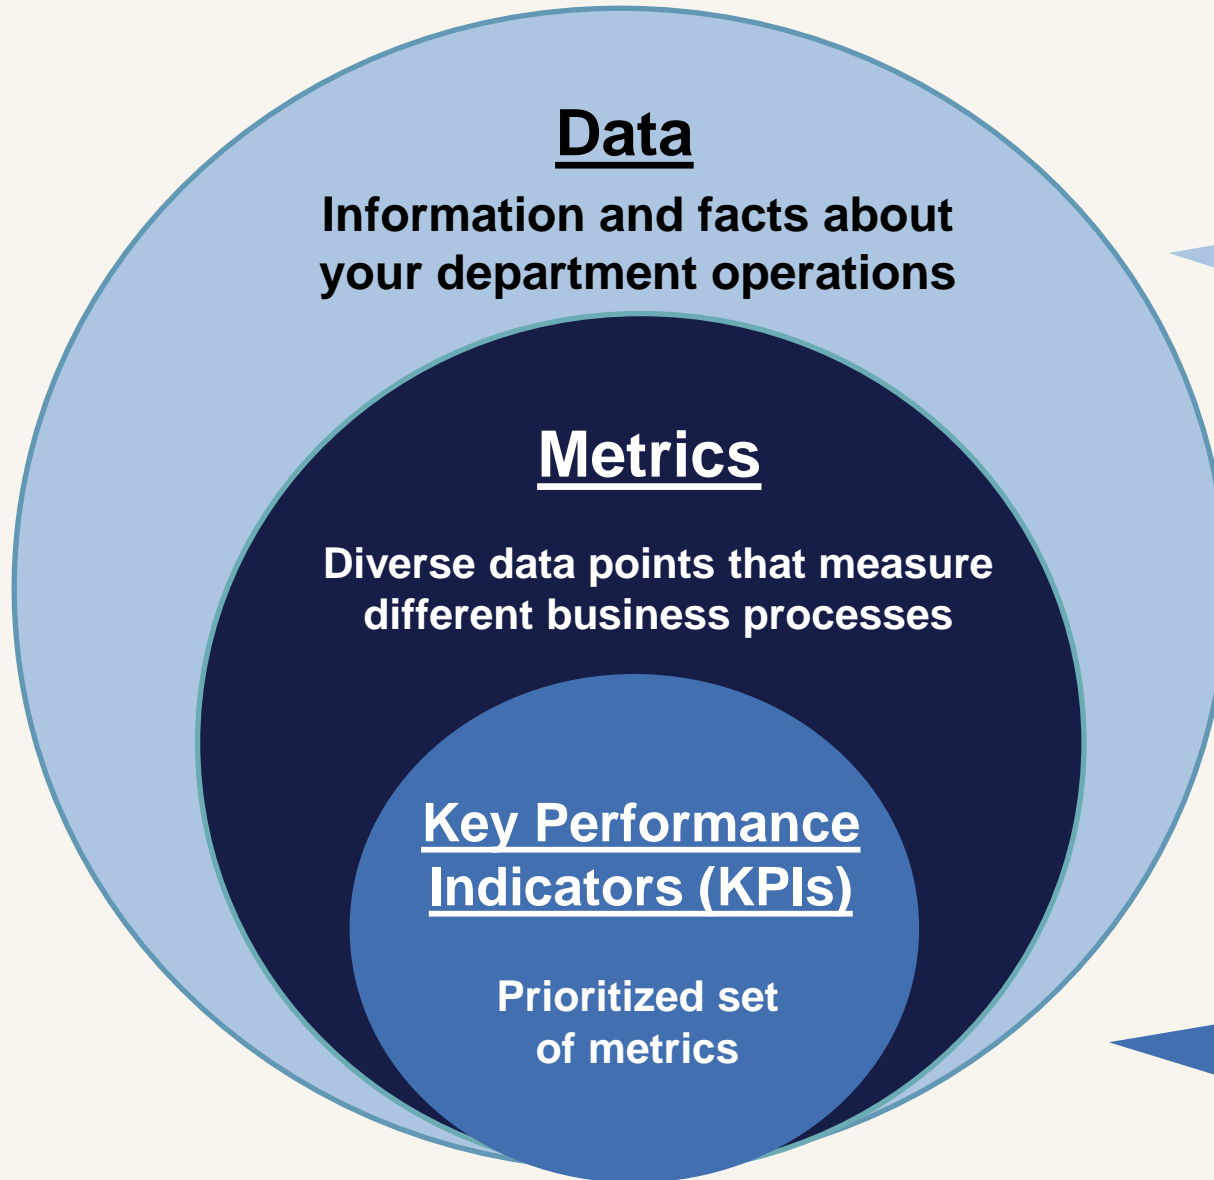 Data
Information and facts about
your department operations
Metrics
Diverse data points that measure
different business processes
Key Performance
Indicators (KPIs)
Prioritized set
of metrics